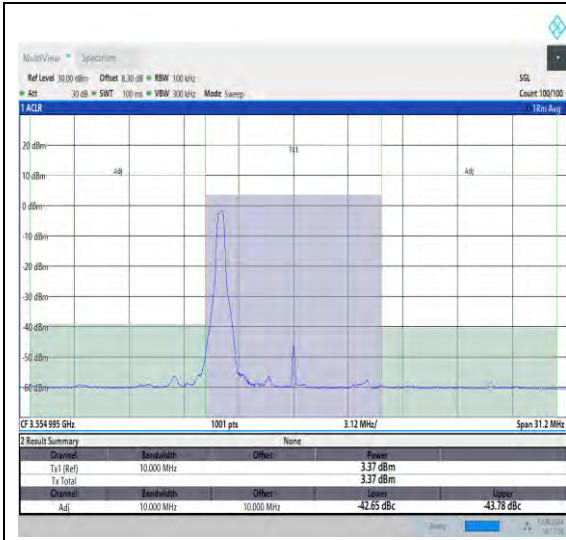 MultiView Spectrum
Ref Level 30.00 dBm Offset 8.30 dB RBW 100 kHz SGL
Att 30 dB SWT 100 ms VBW 300 kHz Mode Sweep Count 100/100
1 ACLR 1Rm Avg
20 dBm
Tx1
10 dBm
Adj Adj
0 dBm
-10 dBm
-20 dBm
-30 dBm
-40 dBm
-50 dBm
-60 dBm
CF 3.554 995 GHz 1001 pts 3.12 MHz/ Span 31.2 MHz
2 Result Summary None
Channel Bandwidth Offset Power
Tx1 (Ref) 10.000 MHz 3.37 dBm
Tx Total 3.37 dBm
Channel Bandwidth Offset Lower Upper
Adj 10.000 MHz 10.000 MHz -42.65 dBc -43.78 dBc